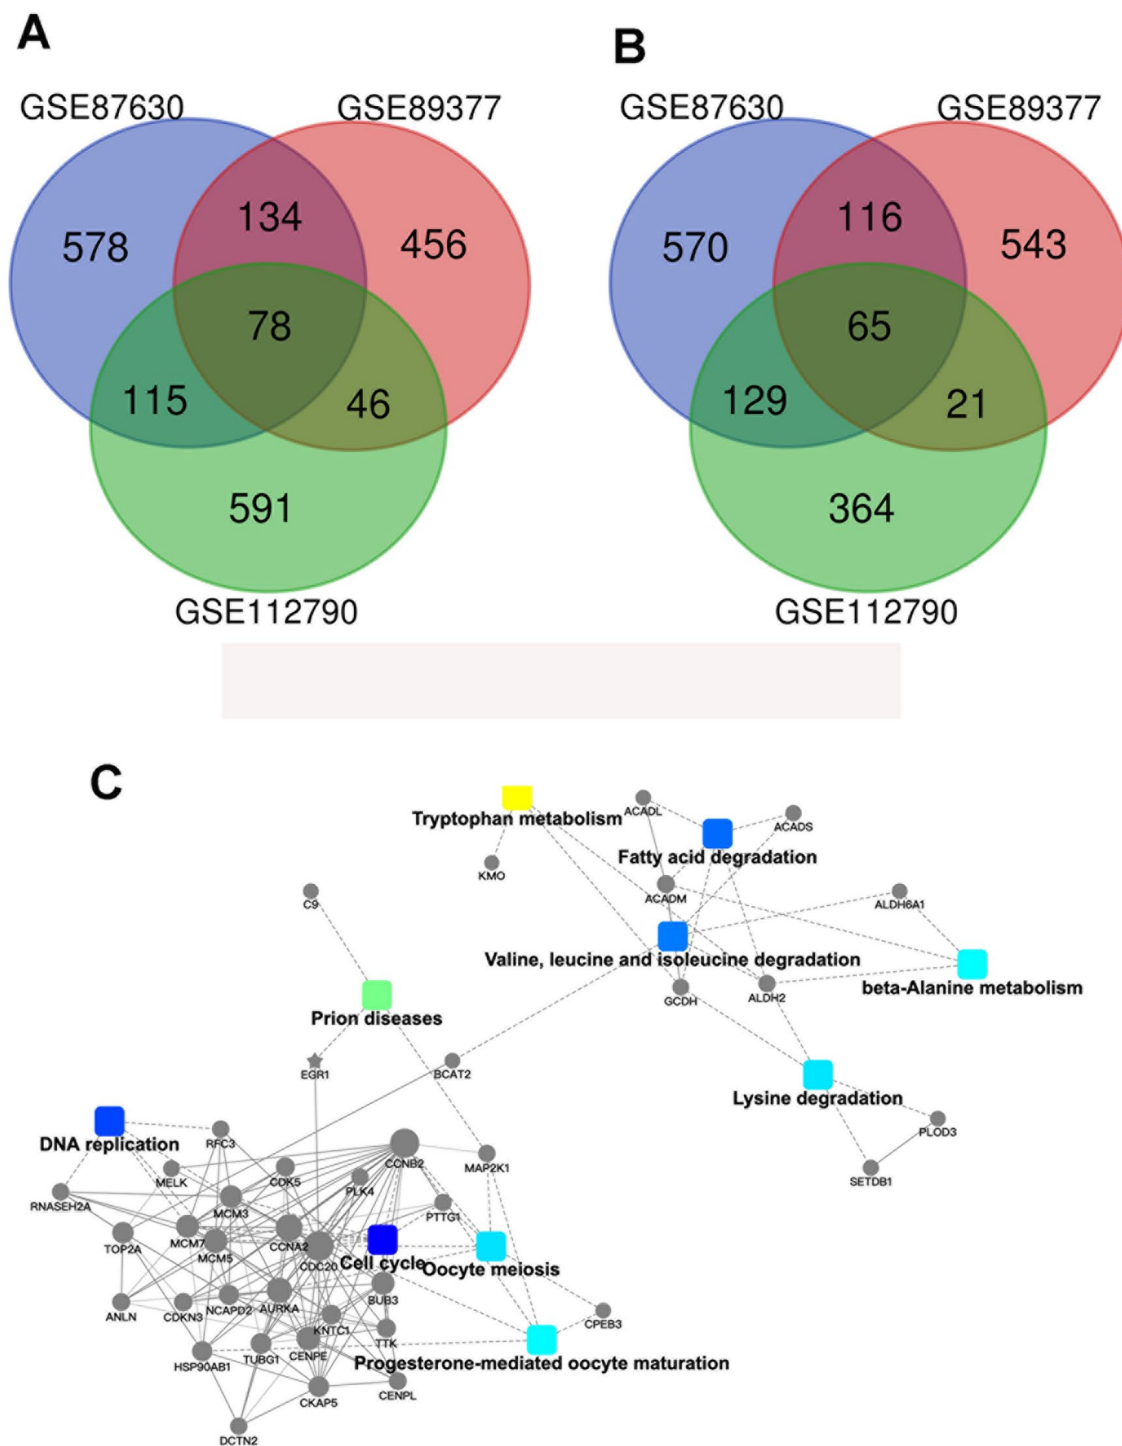 A
B
GSE87630
GSE89377
GSE87630
GSE89377
134
116
578
456
570
543
78
65
115
46
129
21
591
364
GSE112790
GSE112790
C
Tryptophan metabolism
ACADL
ACADS
Fatty acid degradation
KMO
ACADM
C9
ALDH6A1
Valine, leucine and isoleucine degradation
beta-Alanine metabolism
GCDH
ALDH2
Prion diseases
EGR1
BCAT2
Lysine degradation
PLOD3
DNA replication
RFC3
CCNB2
MAP2K1
SETDB1
MELK
CDK5
PLK4
RNASEH2A
MCM3
PTTG1
TOP2A
MCM7
MCM5
CCNA2
CDC20
Cell cycle
Oocyte meiosis
ANLN
CDKN3
NCAPD2
AURKA
BUB3
KNTC1
CPEB3
TTK
HSP90AB1
TUBG1
CENPE
Progesterone-mediated oocyte maturation
CKAP5
CENPL
DCTN2